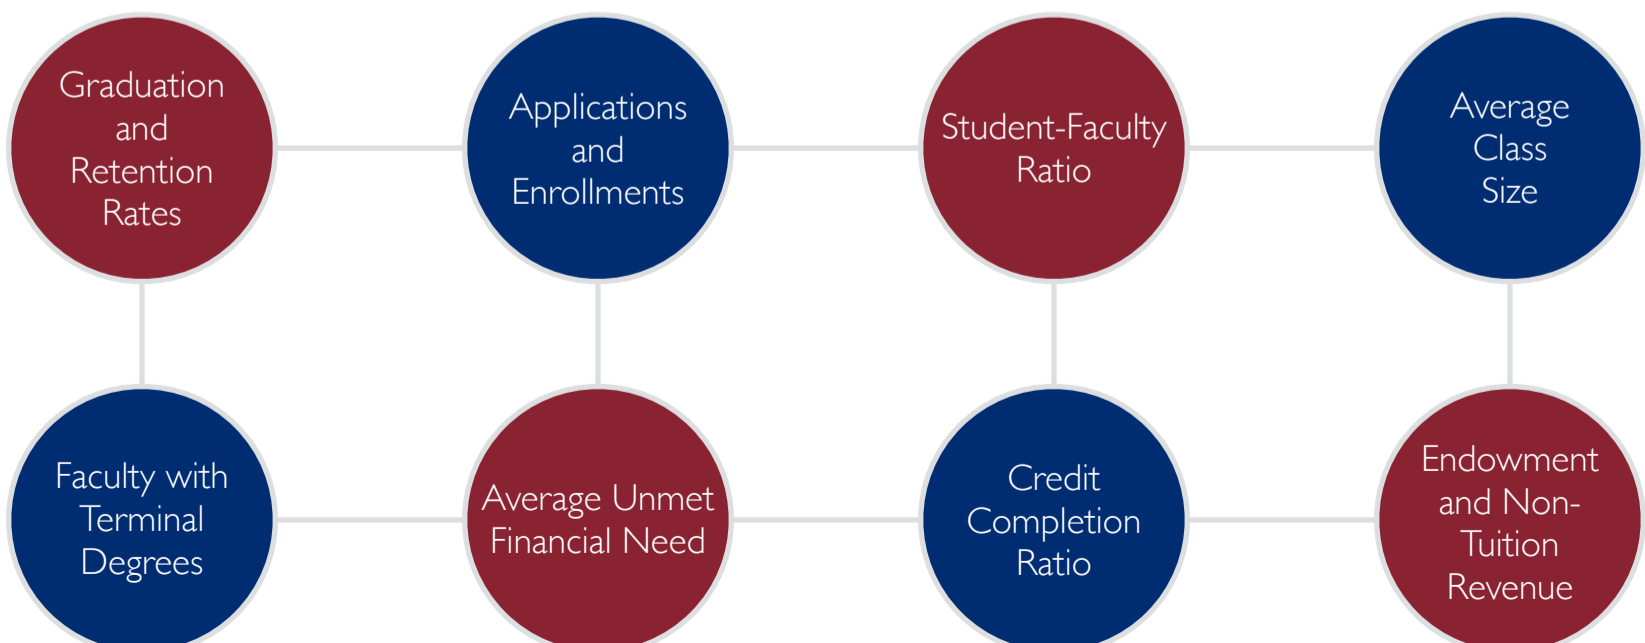 Graduation
and
Retention
Rates
Applications
and
Enrollments
Student-Faculty
Ratio
Average
Class
Size
Faculty with
Terminal
Degrees
Average Unmet
Financial Need
Credit
Completion
Ratio
Endowment
and Non-
Tuition
Revenue